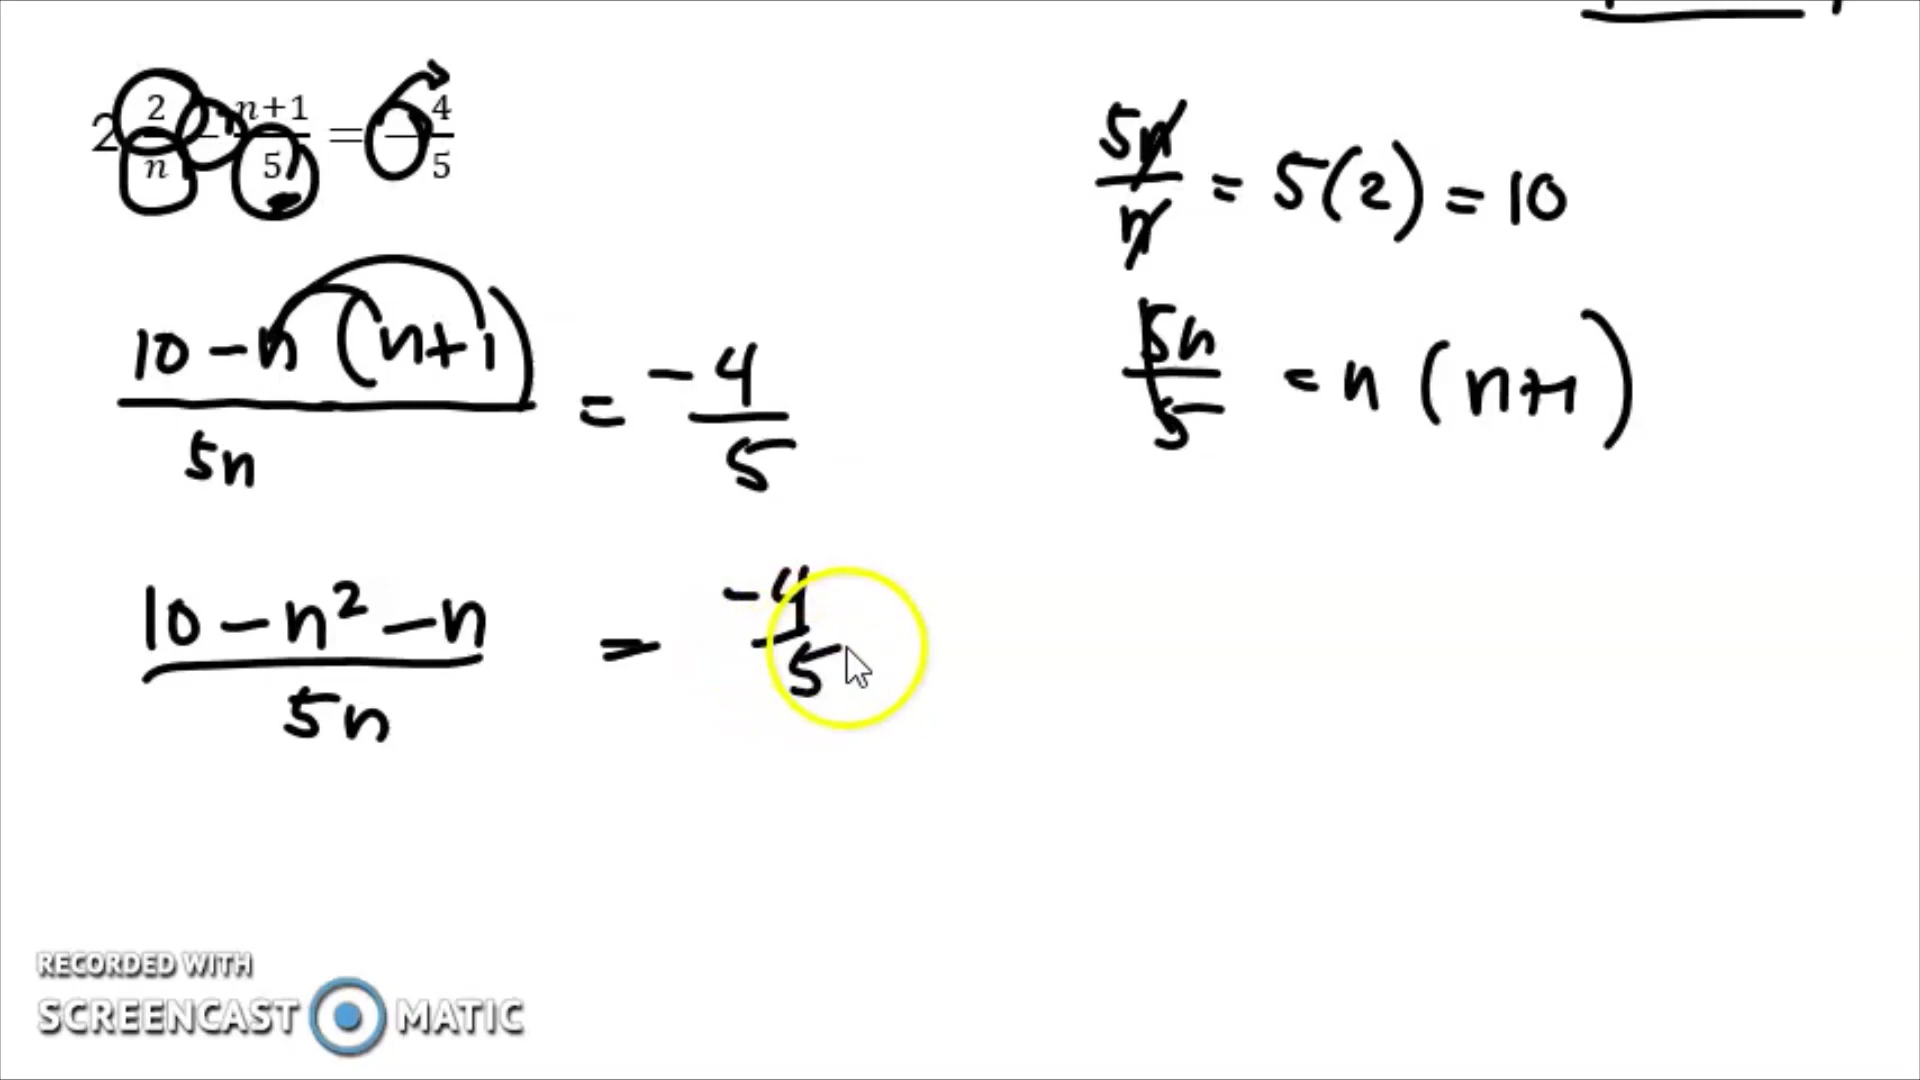 2 2/n - n+1/5 = -4/5
5n/n = 5(2) = 10
10-n (n+1)/5n = -4/5
5n/5 = n (n+1)
10-n²-n/5n = -4/5
RECORDED WITH
SCREENCAST MATIC